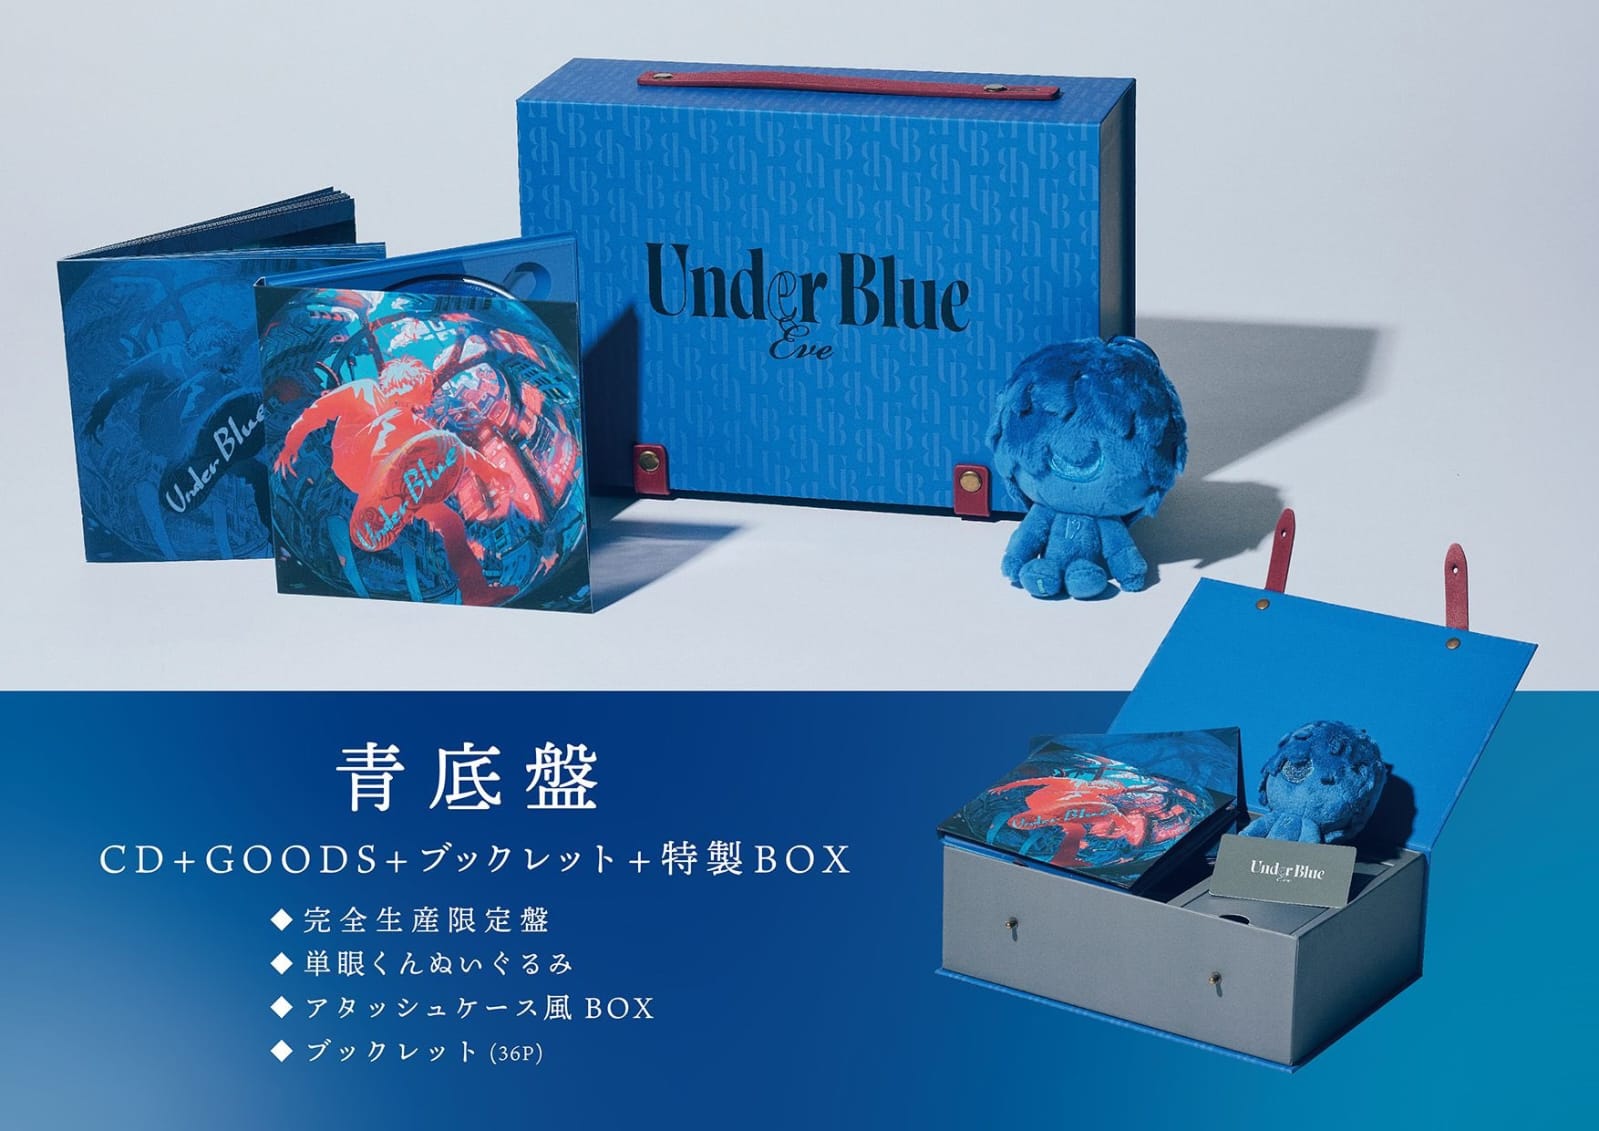 Under Blue
Eve
Under Blue
Under Blue
青底盤
CD+GOODS+ブックレット+特製BOX
◆ 完全生産限定盤
◆ 単眼くんぬいぐるみ
◆ アタッシュケース風BOX
◆ ブックレット (36P)
Under Blue
Under Blue
Eve